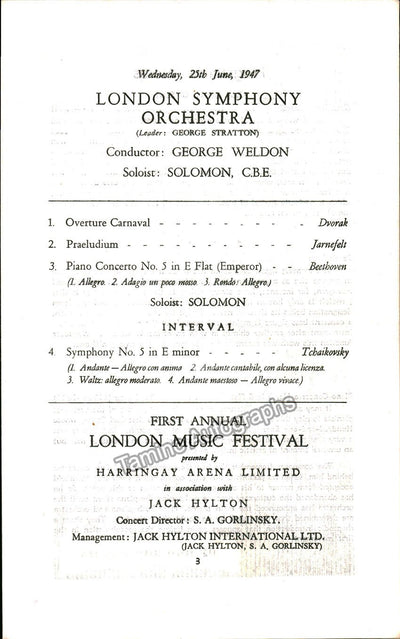 Wednesday, 25th June, 1947
LONDON SYMPHONY
ORCHESTRA
(Leader: GEORGE STRATTON)
Conductor: GEORGE WELDON
Soloist: SOLOMON, C.B.E.
1. Overture Carnaval - - - - - - - - Dvorak
2. Praeludium - - - - - - - - - - Jarnefelt
3. Piano Concerto No. 5 in E Flat (Emperor) - - Beethoven
(1. Allegro. 2. Adagio un poco mosso. 3. Rondo: Allegro.)
Soloist: SOLOMON
INTERVAL
4. Symphony No. 5 in E minor - - - - - Tchaikovsky
(1. Andante — Allegro con anima 2. Andante cantabile, con alcuna licenza.
3. Waltz: allegro moderato. 4. Andante maestoso — Allegro vivace.)
FIRST ANNUAL
LONDON MUSIC FESTIVAL
presented by
HARRINGAY ARENA LIMITED
in association with
JACK HYLTON
Concert Director: S. A. GORLINSKY.
Management: JACK HYLTON INTERNATIONAL LTD.
(JACK HYLTON, S. A. GORLINSKY)
3
Tamino Autographs